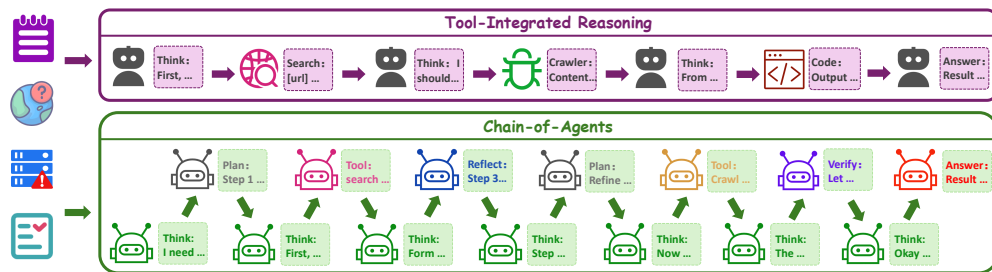 Tool-Integrated Reasoning
Think:
First, ...
Search:
[url] ...
Think: I
should...
Crawler:
Content...
Think:
From ...
Code:
Output ...
Answer:
Result ...
Chain-of-Agents
Plan:
Step 1 ...
Tool:
search ...
Reflect:
Step 3...
Plan:
Refine ...
Tool:
Crawl ...
Verify:
Let ...
Answer:
Result ...
Think:
I need ...
Think:
First, ...
Think:
Form ...
Think:
Step ...
Think:
Now ...
Think:
The ...
Think:
Okay ...